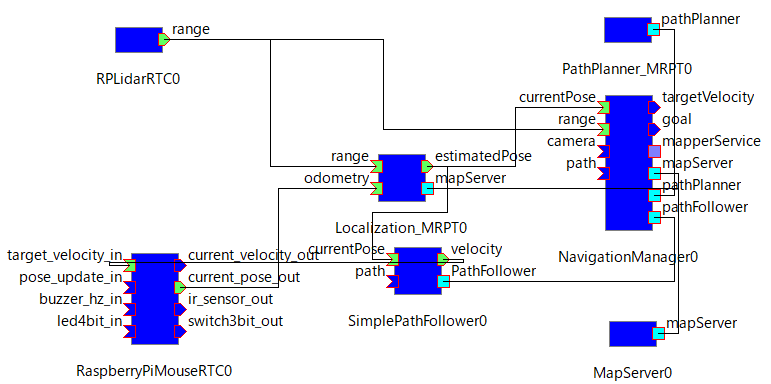 pathPlanner
range
PathPlanner_MRPT0
RPLidarRTC0
currentPose
targetVelocity
range
goal
camera
mapperService
path
mapServer
pathPlanner
pathFollower
NavigationManager0
range
estimatedPose
odometry
mapServer
Localization_MRPT0
target_velocity_in
current_velocity_out
pose_update_in
current_pose_out
buzzer_hz_in
ir_sensor_out
led4bit_in
switch3bit_out
RaspberryPiMouseRTC0
currentPose
velocity
path
PathFollower
SimplePathFollower0
mapServer
MapServer0